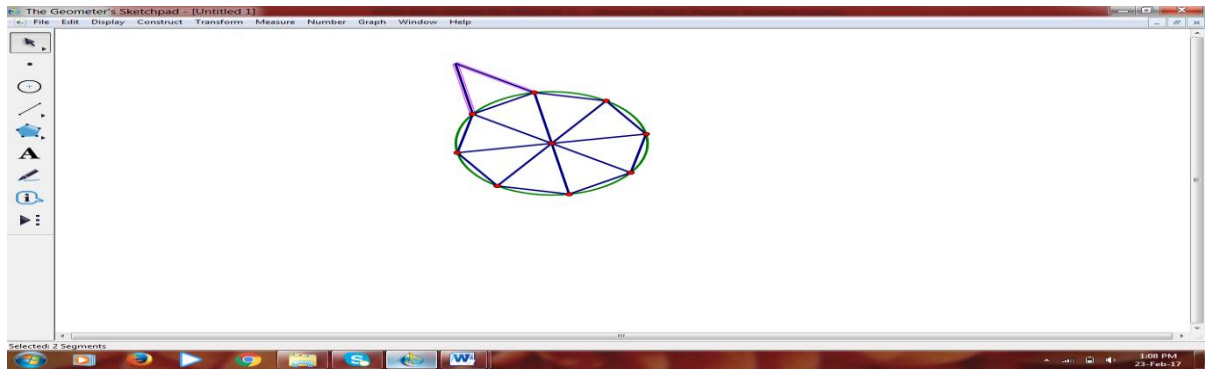 The Geometer's Sketchpad - [Untitled 1]
File Edit Display Construct Transform Measure Number Graph Window Help
A
Selected: 2 Segments
1:08 PM
23-Feb-17